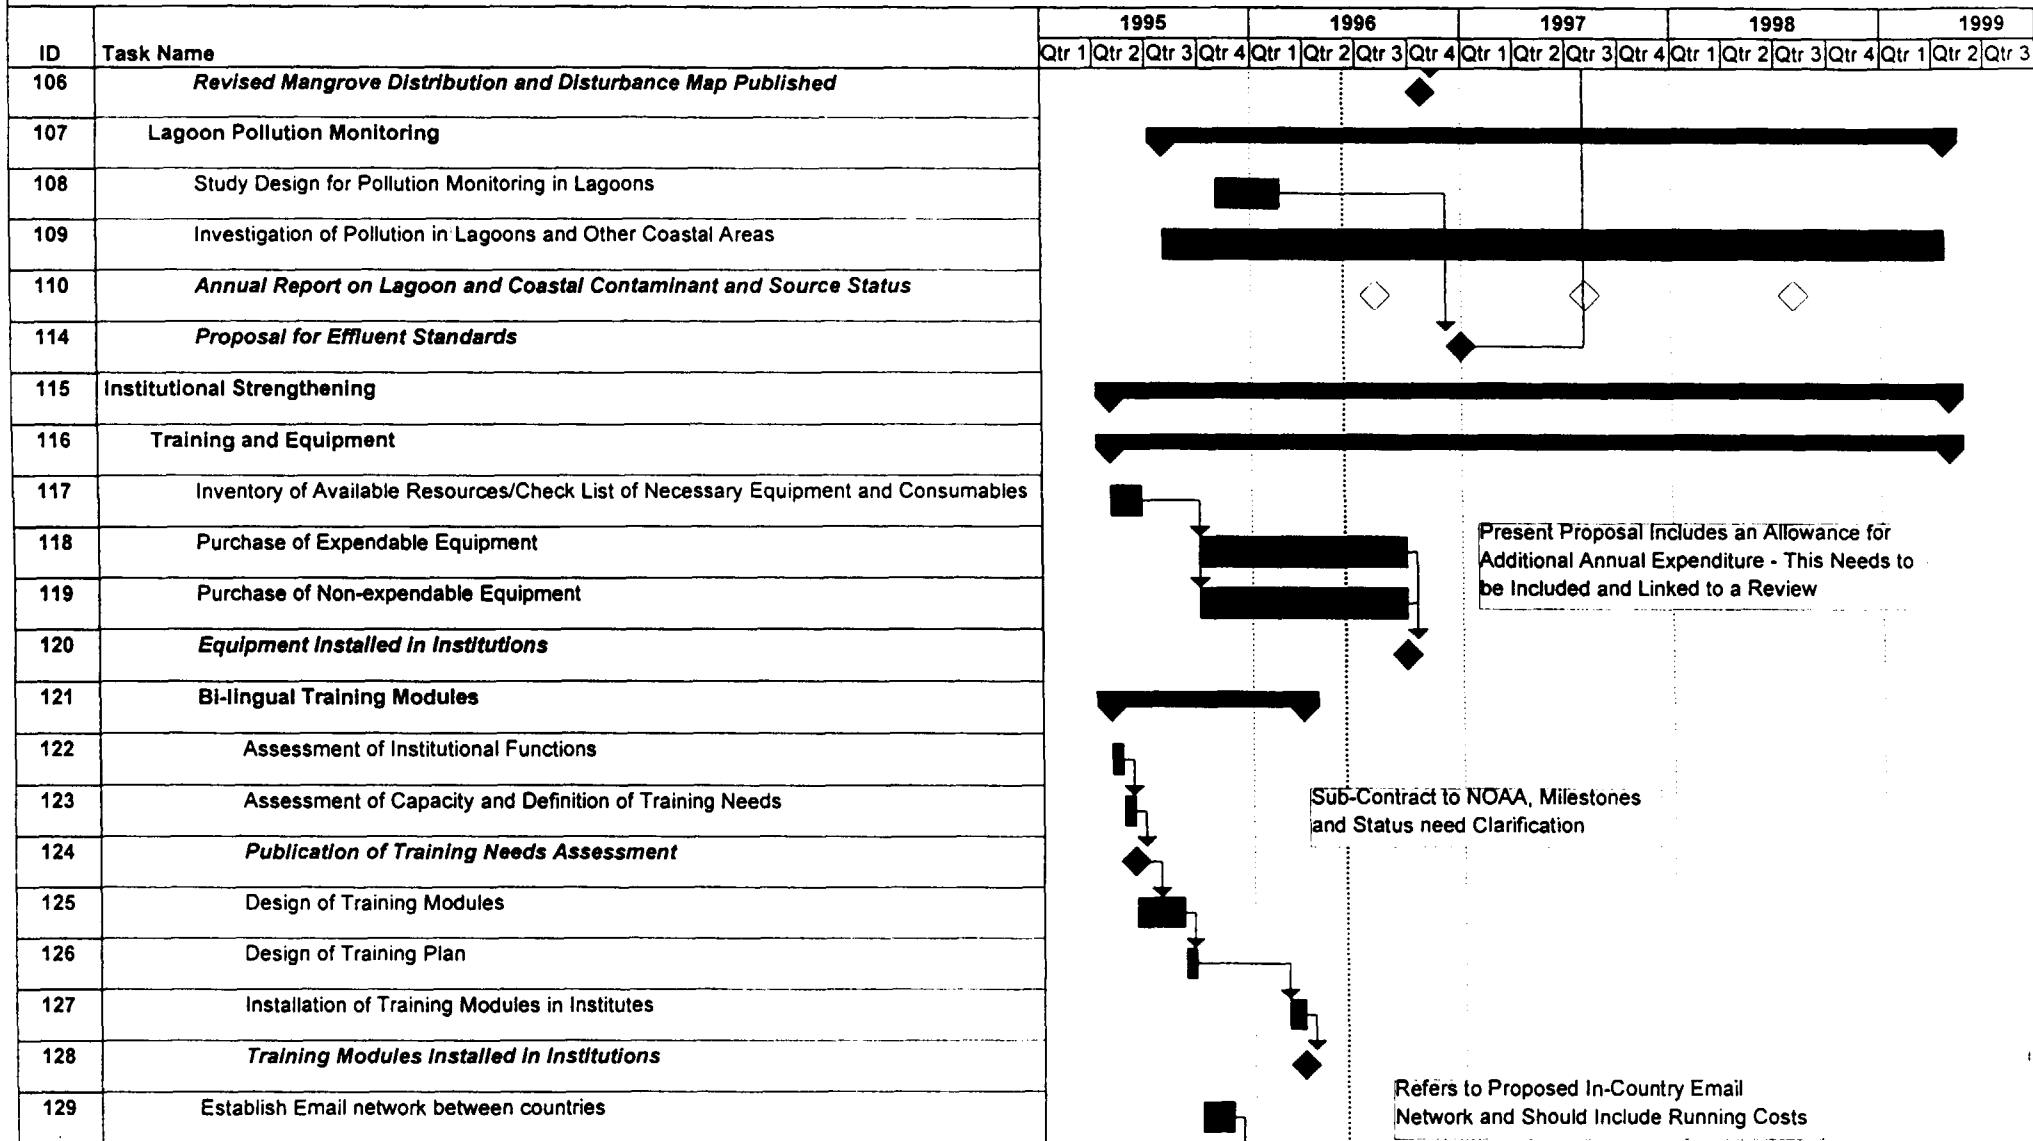 1995 1996 1997 1998 1999
ID Task Name Qtr 1 Qtr 2 Qtr 3 Qtr 4 Qtr 1 Qtr 2 Qtr 3 Qtr 4 Qtr 1 Qtr 2 Qtr 3 Qtr 4 Qtr 1 Qtr 2 Qtr 3 Qtr 4 Qtr 1 Qtr 2 Qtr 3
106 Revised Mangrove Distribution and Disturbance Map Published
107 Lagoon Pollution Monitoring
108 Study Design for Pollution Monitoring in Lagoons
109 Investigation of Pollution in Lagoons and Other Coastal Areas
110 Annual Report on Lagoon and Coastal Contaminant and Source Status
114 Proposal for Effluent Standards
115 Institutional Strengthening
116 Training and Equipment
117 Inventory of Available Resources/Check List of Necessary Equipment and Consumables
118 Purchase of Expendable Equipment
Present Proposal Includes an Allowance for
Additional Annual Expenditure - This Needs to
be Included and Linked to a Review
119 Purchase of Non-expendable Equipment
120 Equipment Installed in Institutions
121 Bi-lingual Training Modules
122 Assessment of Institutional Functions
123 Assessment of Capacity and Definition of Training Needs
Sub-Contract to NOAA, Milestones
and Status need Clarification
124 Publication of Training Needs Assessment
125 Design of Training Modules
126 Design of Training Plan
127 Installation of Training Modules in Institutes
128 Training Modules Installed in Institutions
129 Establish Email network between countries
Refers to Proposed In-Country Email
Network and Should Include Running Costs